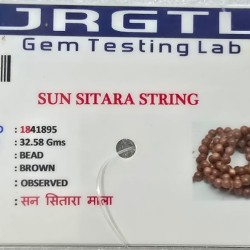 JRGTL
Gem Testing Lab
SUN SITARA STRING
: 1841895
: 32.58 Gms
: BEAD
: BROWN
: OBSERVED
: सन सितारा माला